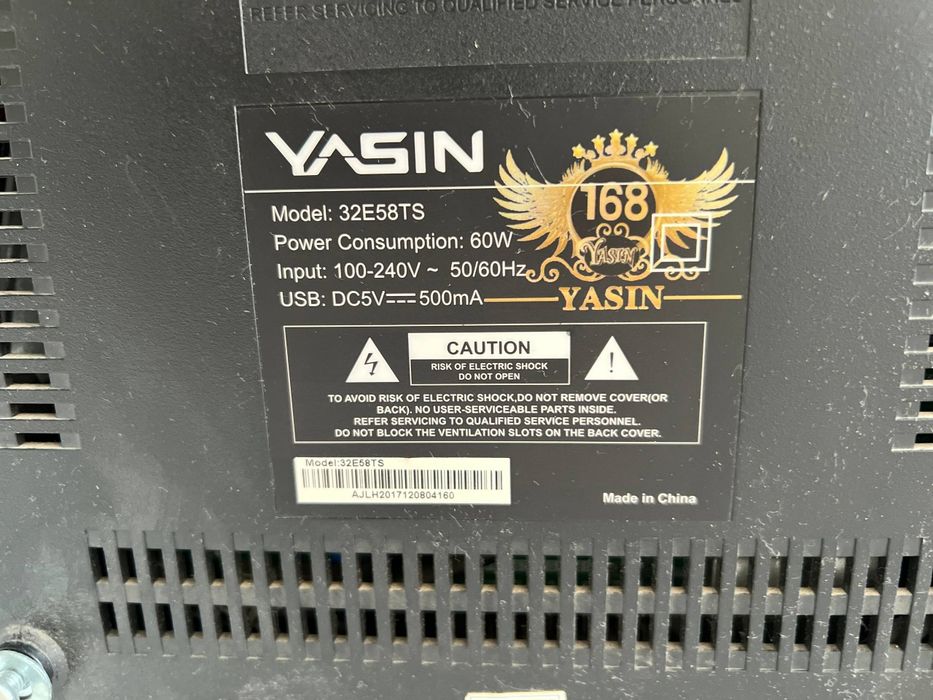 REFER SERVICING TO QUALIFIED SERVICE PERSONNEL
YASIN
168
YASIN
YASIN
Model: 32E58TS
Power Consumption: 60W
Input: 100-240V ~ 50/60Hz
USB: DC5V⎓500mA
CAUTION
RISK OF ELECTRIC SHOCK
DO NOT OPEN
!
TO AVOID RISK OF ELECTRIC SHOCK,DO NOT REMOVE COVER(OR
BACK). NO USER-SERVICEABLE PARTS INSIDE.
REFER SERVICING TO QUALIFIED SERVICE PERSONNEL.
DO NOT BLOCK THE VENTILATION SLOTS ON THE BACK COVER.
Model:32E58TS
AJLH2017120804160
Made in China